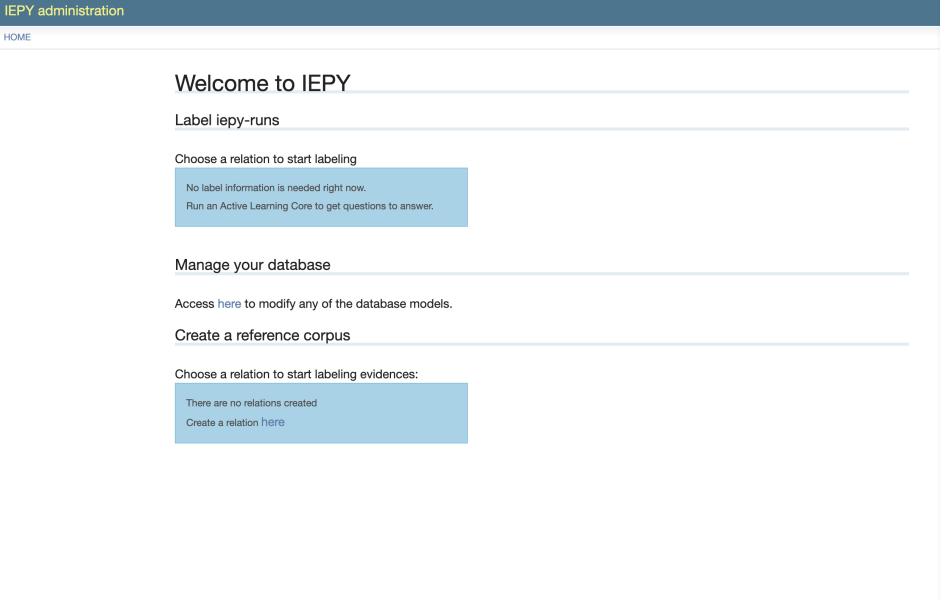 IEPY administration
HOME
Welcome to IEPY
Label iepy-runs
Choose a relation to start labeling
No label information is needed right now.
Run an Active Learning Core to get questions to answer.
Manage your database
Access here to modify any of the database models.
Create a reference corpus
Choose a relation to start labeling evidences:
There are no relations created
Create a relation here